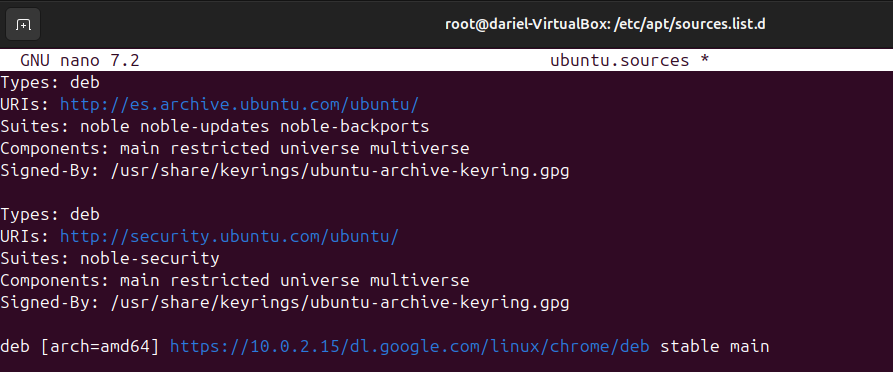 root@dariel-VirtualBox: /etc/apt/sources.list.d
GNU nano 7.2 ubuntu.sources *
Types: deb
URIs: http://es.archive.ubuntu.com/ubuntu/
Suites: noble noble-updates noble-backports
Components: main restricted universe multiverse
Signed-By: /usr/share/keyrings/ubuntu-archive-keyring.gpg

Types: deb
URIs: http://security.ubuntu.com/ubuntu/
Suites: noble-security
Components: main restricted universe multiverse
Signed-By: /usr/share/keyrings/ubuntu-archive-keyring.gpg

deb [arch=amd64] https://10.0.2.15/dl.google.com/linux/chrome/deb stable main